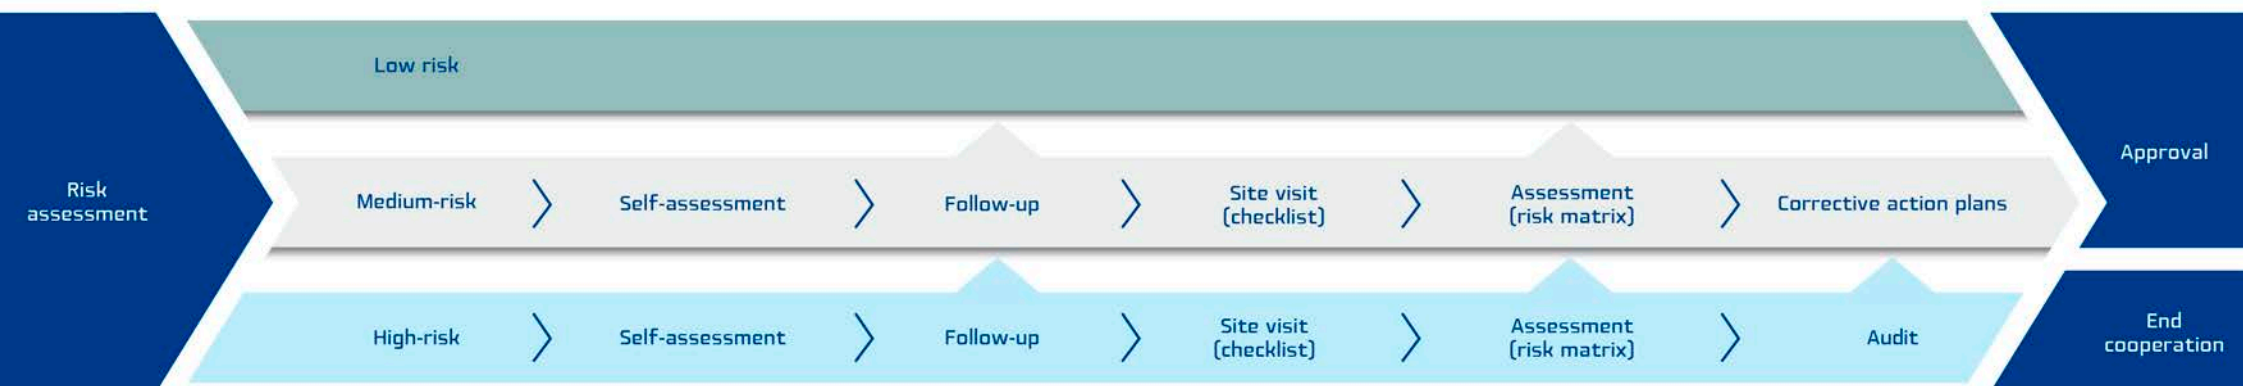 Risk
assessment
Low risk
Medium-risk
Self-assessment
Follow-up
Site visit
(checklist)
Assessment
(risk matrix)
Corrective action plans
High-risk
Self-assessment
Follow-up
Site visit
(checklist)
Assessment
(risk matrix)
Audit
Approval
End
cooperation